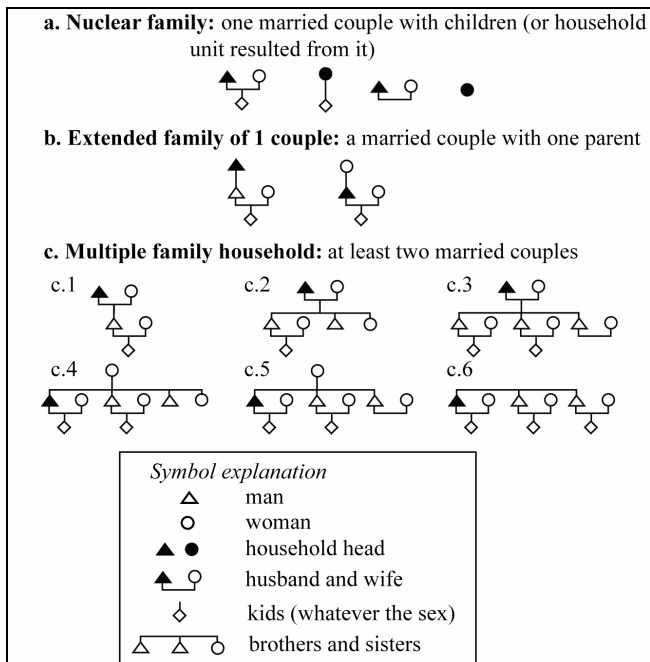 a. Nuclear family: one married couple with children (or household
unit resulted from it)
b. Extended family of 1 couple: a married couple with one parent
c. Multiple family household: at least two married couples
c.1 c.2 c.3
c.4 c.5 c.6
Symbol explanation
man
woman
household head
husband and wife
kids (whatever the sex)
brothers and sisters